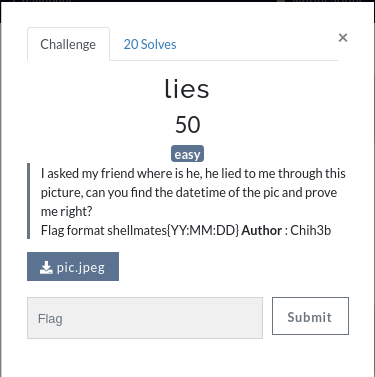 Challenge
20 Solves
×
lies
50
easy
I asked my friend where is he, he lied to me through this
picture, can you find the datetime of the pic and prove
me right?
Flag format shellmates{YY:MM:DD} Author : Chih3b
pic.jpeg
Flag
Submit